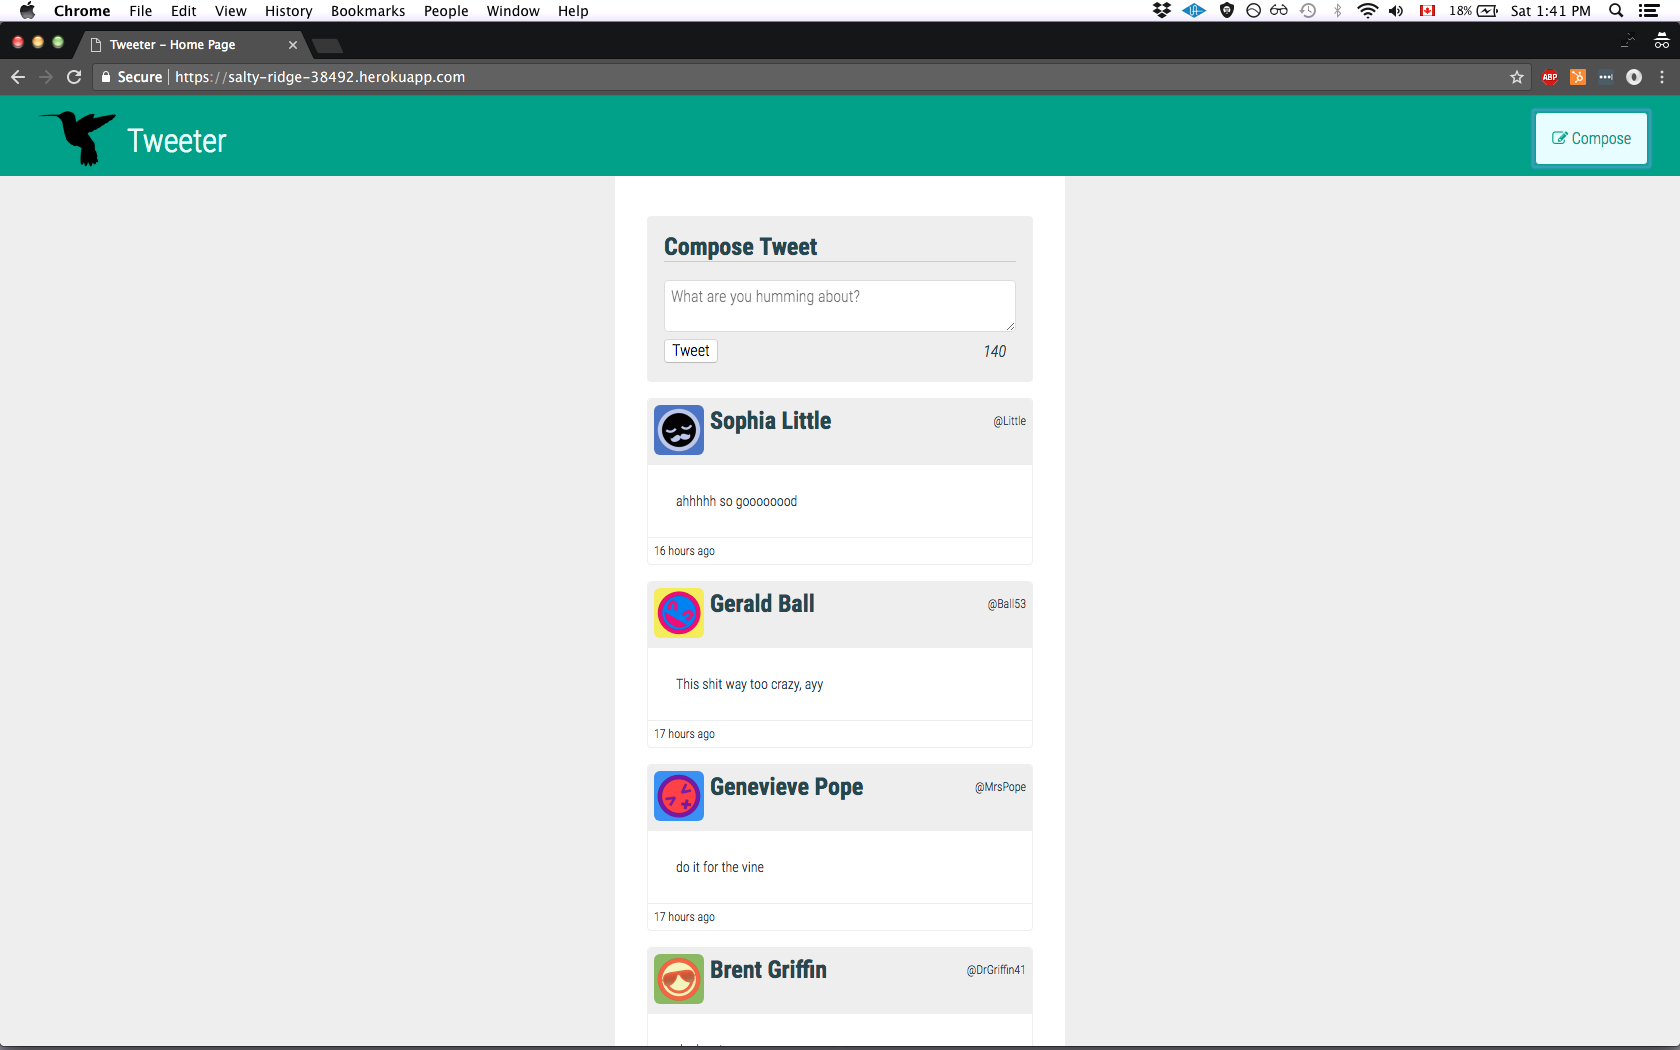 Chrome File Edit View History Bookmarks People Window Help 18% Sat 1:41 PM
Tweeter – Home Page
Secure https://salty-ridge-38492.herokuapp.com ABP
Tweeter Compose
Compose Tweet
What are you humming about?
Tweet 140
Sophia Little @Little
ahhhhh so goooooood
16 hours ago
Gerald Ball @Ball53
This shit way too crazy, ayy
17 hours ago
Genevieve Pope @MrsPope
do it for the vine
17 hours ago
Brent Griffin @DrGriffin41